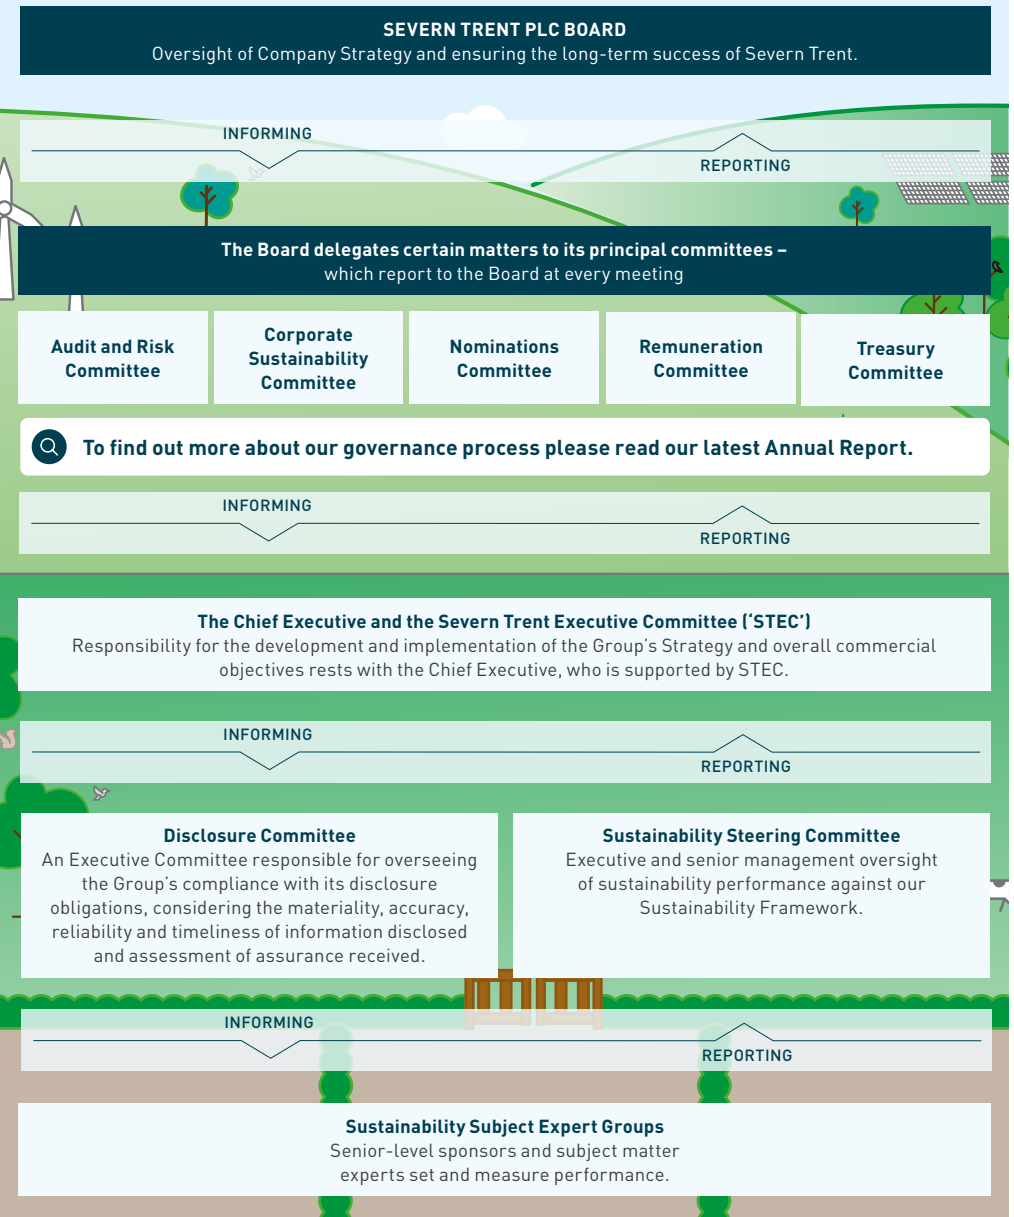 SEVERN TRENT PLC BOARD
Oversight of Company Strategy and ensuring the long-term success of Severn Trent.
INFORMING
REPORTING
The Board delegates certain matters to its principal committees –
which report to the Board at every meeting
Audit and Risk
Committee
Corporate
Sustainability
Committee
Nominations
Committee
Remuneration
Committee
Treasury
Committee
To find out more about our governance process please read our latest Annual Report.
INFORMING
REPORTING
The Chief Executive and the Severn Trent Executive Committee (‘STEC’)
Responsibility for the development and implementation of the Group’s Strategy and overall commercial
objectives rests with the Chief Executive, who is supported by STEC.
INFORMING
REPORTING
Disclosure Committee
An Executive Committee responsible for overseeing
the Group’s compliance with its disclosure
obligations, considering the materiality, accuracy,
reliability and timeliness of information disclosed
and assessment of assurance received.
Sustainability Steering Committee
Executive and senior management oversight
of sustainability performance against our
Sustainability Framework.
INFORMING
REPORTING
Sustainability Subject Expert Groups
Senior-level sponsors and subject matter
experts set and measure performance.